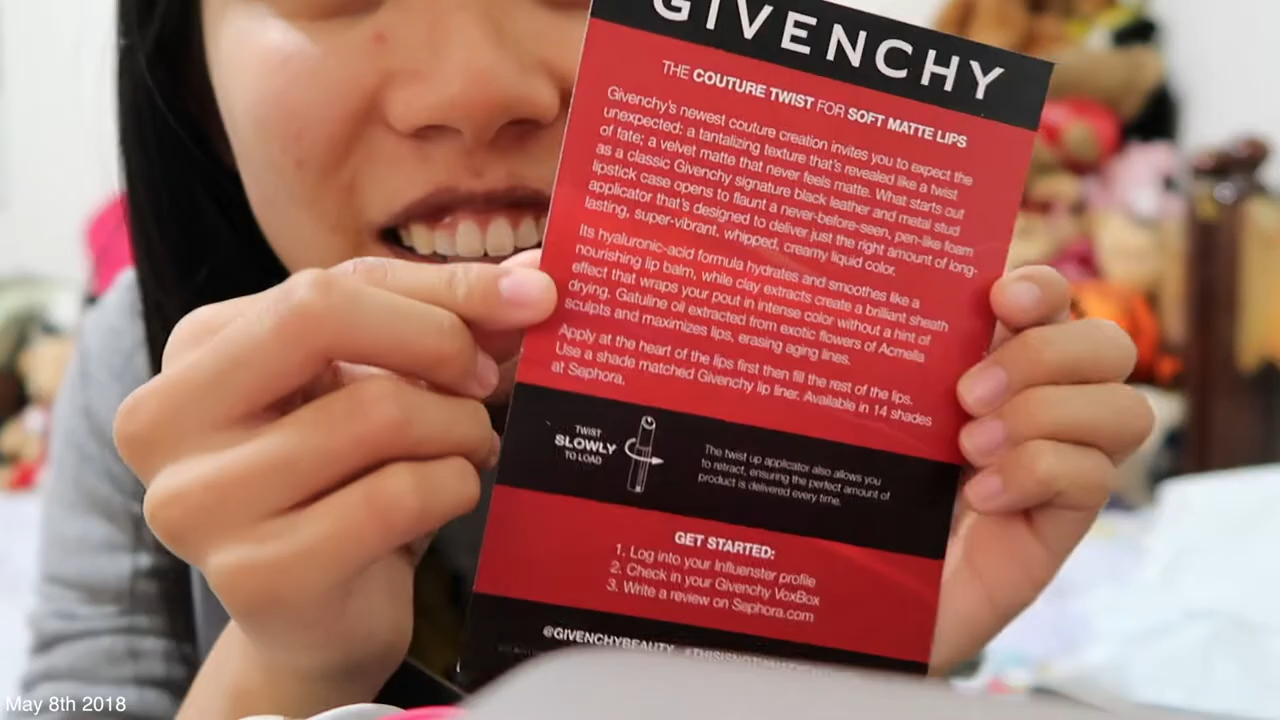 GIVENCHY
THE COUTURE TWIST FOR SOFT MATTE LIPS
Givenchy's newest couture creation invites you to expect the
unexpected: a tantalizing texture that's revealed like a twist
of fate; a velvet matte that never feels matte. What starts out
as a classic Givenchy signature black leather and metal stud
lipstick case opens to flaunt a never-before-seen, pen-like foam
applicator that's designed to deliver just the right amount of long-
lasting, super-vibrant, whipped, creamy liquid color.
Its hyaluronic-acid formula hydrates and smoothes like a
nourishing lip balm, while clay extracts create a brilliant sheath
effect that wraps your pout in intense color without a hint of
drying. Gatuline oil extracted from exotic flowers of Acmella
sculpts and maximizes lips, erasing aging lines.
Apply at the heart of the lips first then fill the rest of the lips.
Use a shade matched Givenchy lip liner. Available in 14 shades
at Sephora.
TWIST
SLOWLY
TO LOAD
The twist up applicator also allows you
to retract, ensuring the perfect amount of
product is delivered every time.
GET STARTED:
1. Log into your Influenster profile
2. Check in your Givenchy VoxBox
3. Write a review on Sephora.com
@GIVENCHYBEAUTY
May 8th 2018